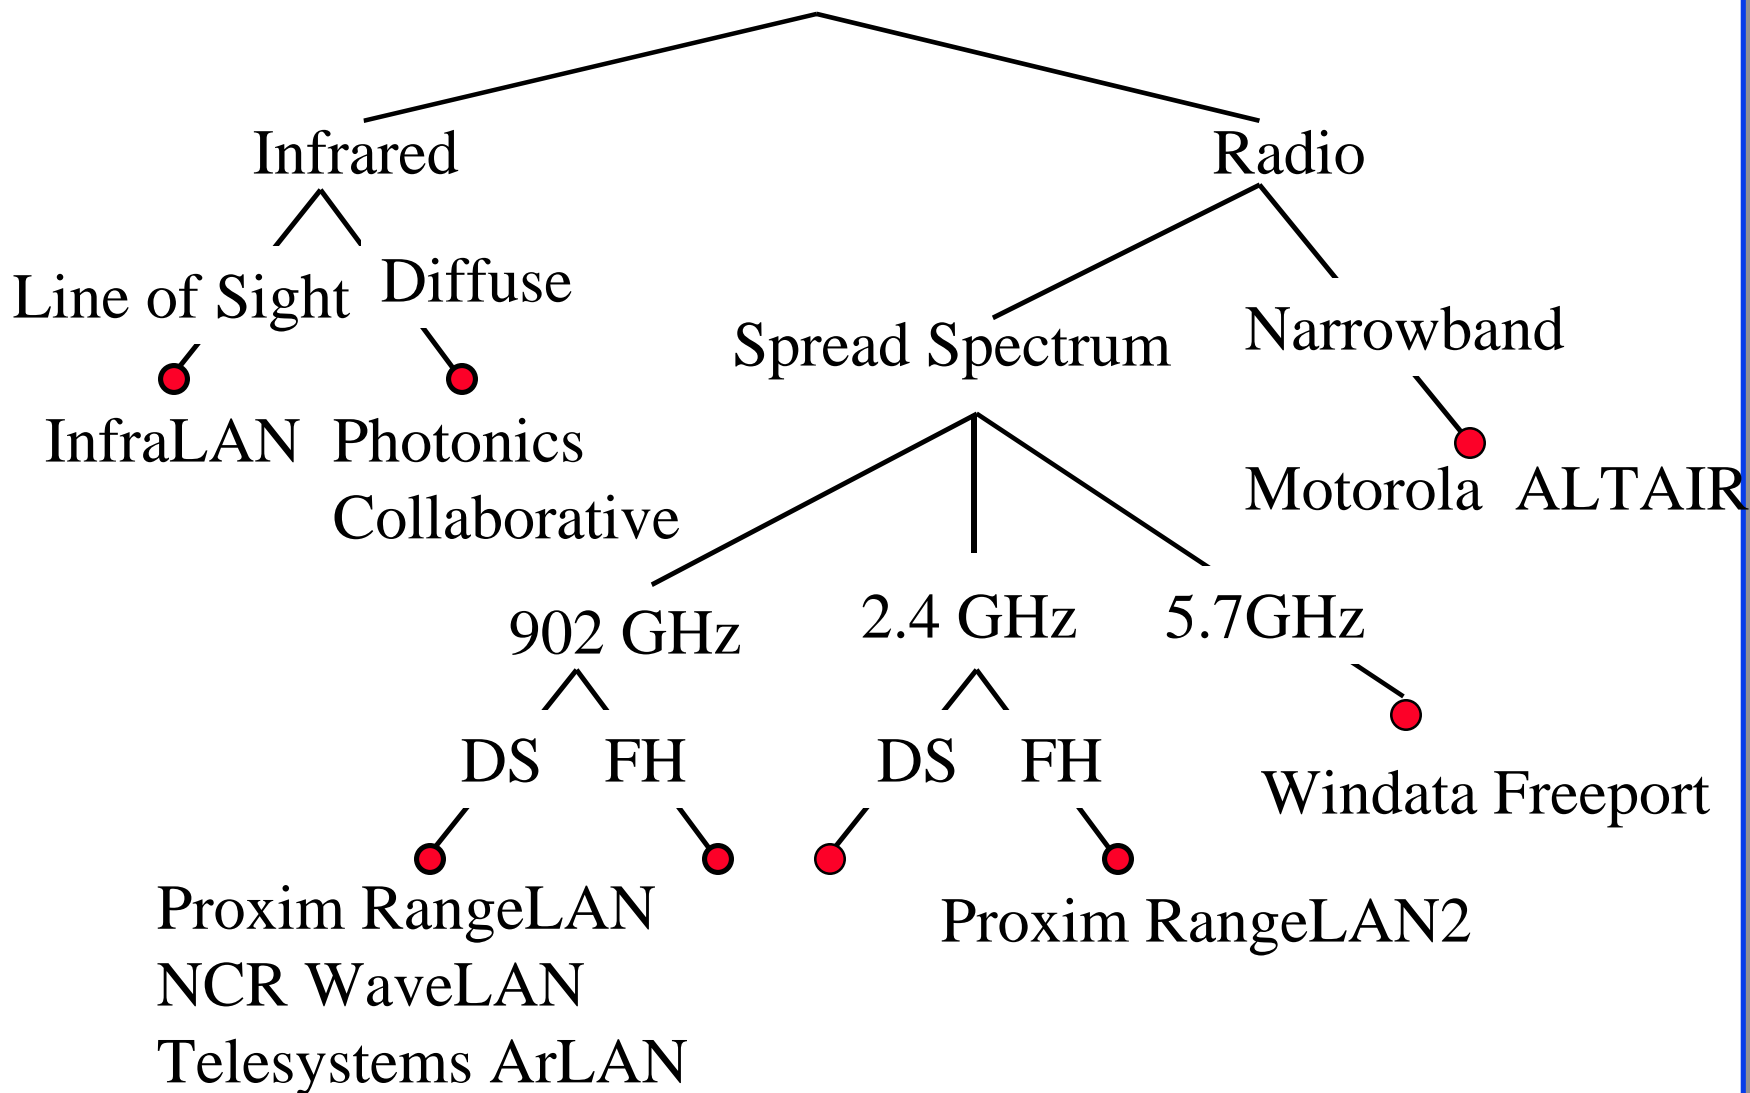 Infrared
Radio
Line of Sight
Diffuse
Spread Spectrum
Narrowband
InfraLAN
Photonics
Collaborative
Motorola ALTAIR
902 GHz
2.4 GHz
5.7GHz
DS
FH
DS
FH
Windata Freeport
Proxim RangeLAN
NCR WaveLAN
Telesystems ArLAN
Proxim RangeLAN2